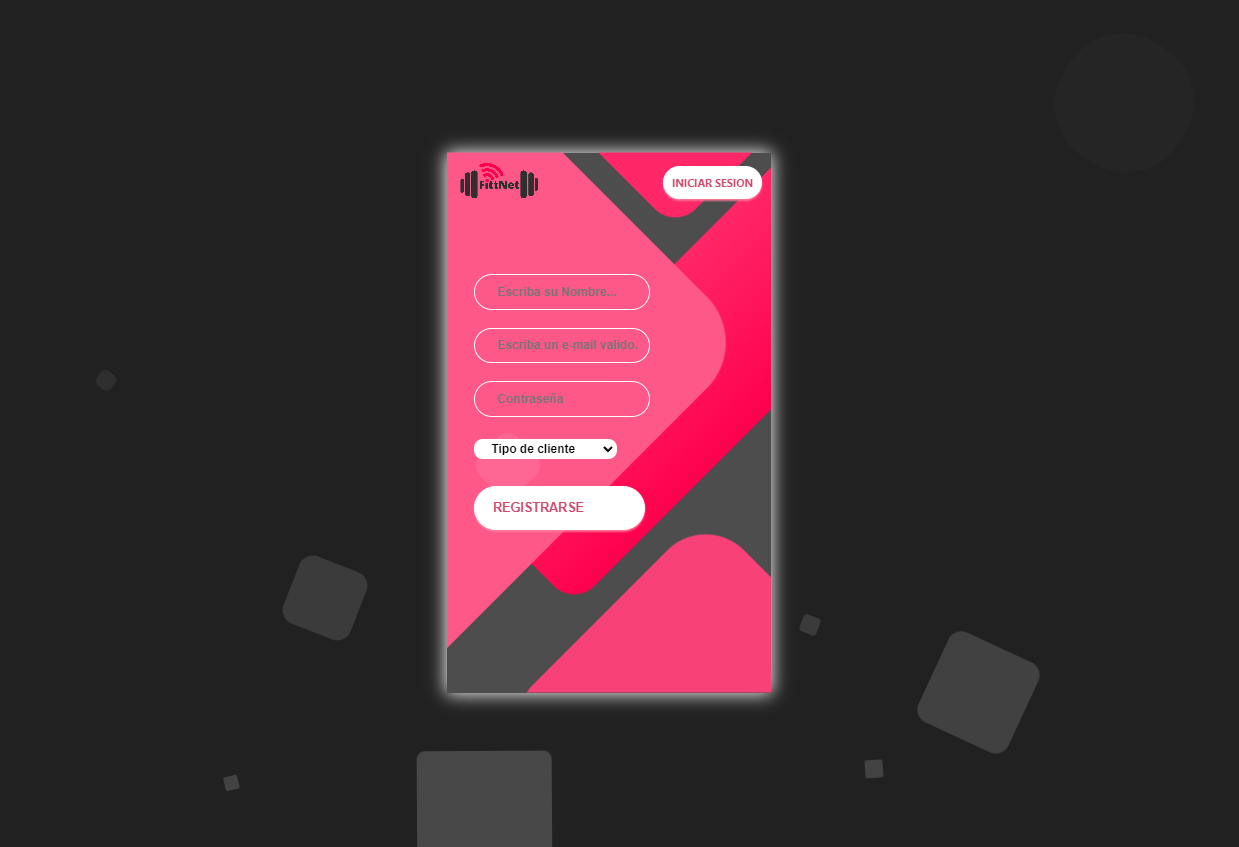 FittNet
INICIAR SESION
Escriba su Nombre...
Escriba un e-mail valido.
Contraseña
Tipo de cliente
REGISTRARSE